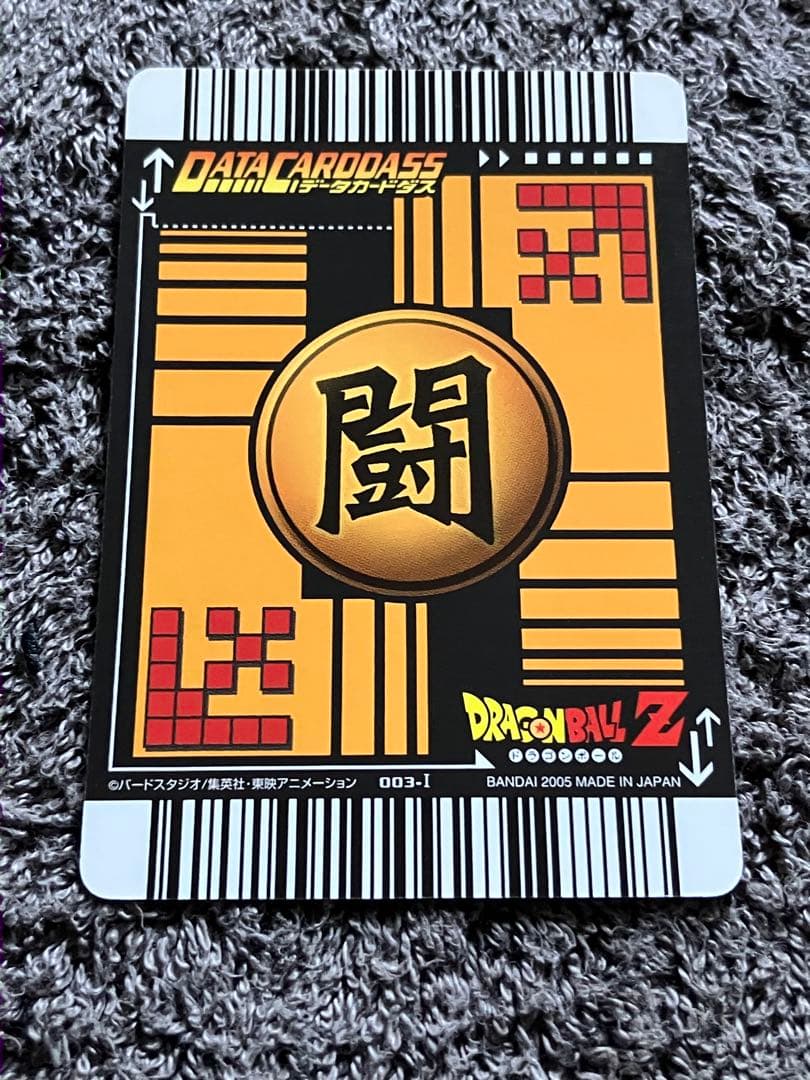 DATA CARDDASS
データカードダス
闘
DRAGON BALL Z
ドラゴンボール
©バードスタジオ/集英社・東映アニメーション 003-I BANDAI 2005 MADE IN JAPAN